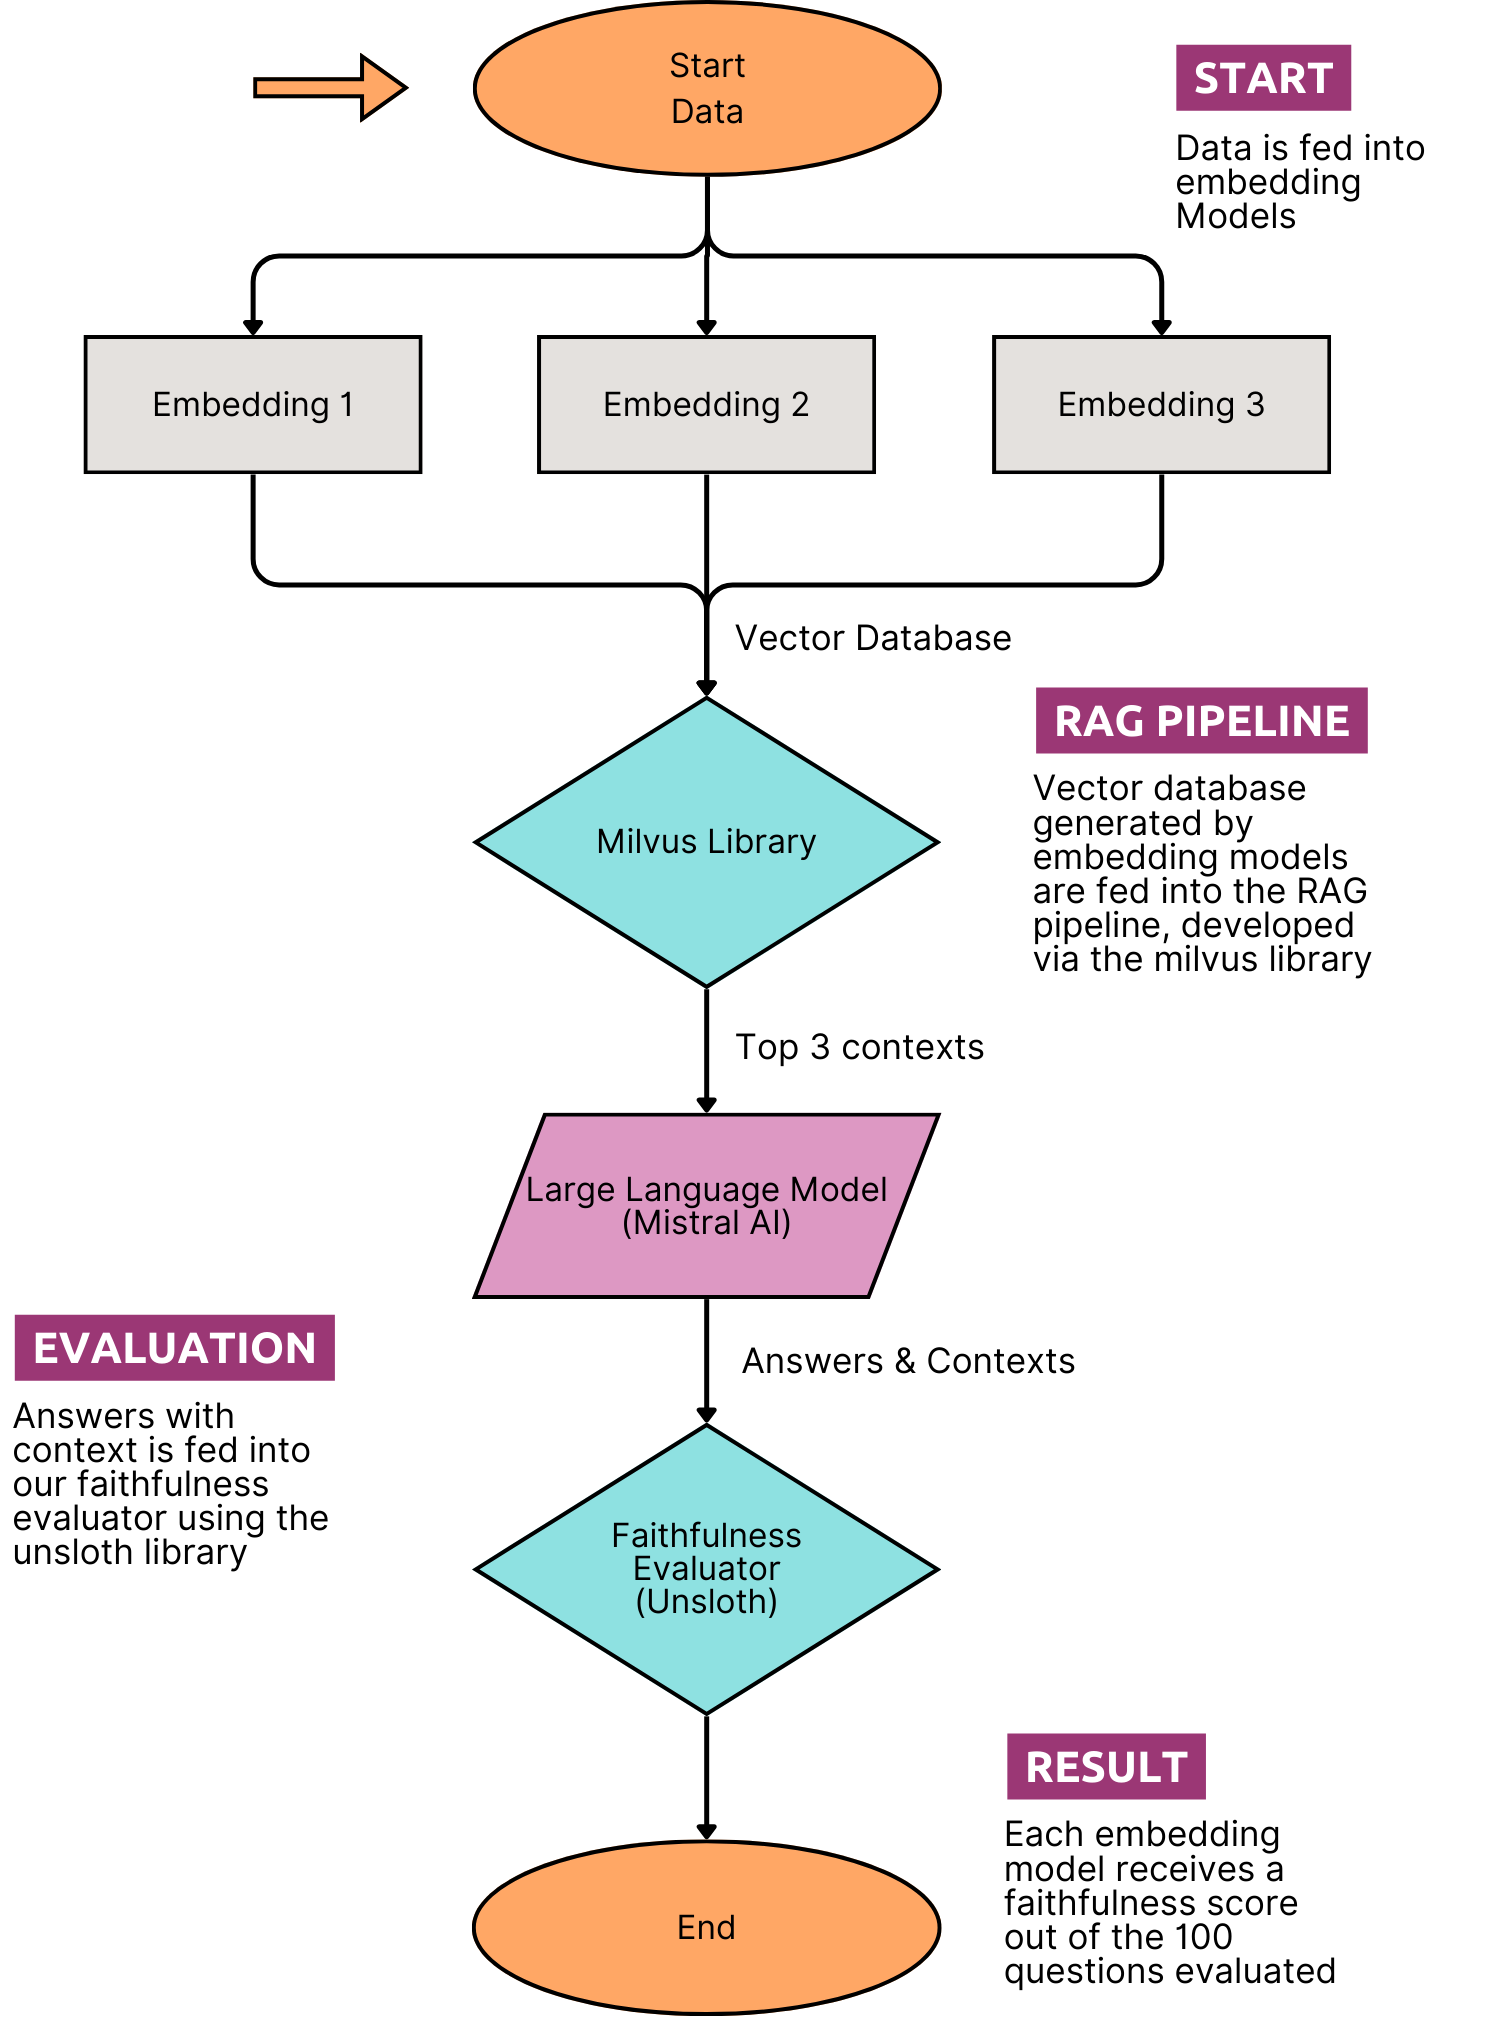 Start
Data
START
Data is fed into
embedding
Models
Embedding 1
Embedding 2
Embedding 3
Vector Database
RAG PIPELINE
Vector database
generated by
embedding models
are fed into the RAG
pipeline, developed
via the milvus library
Milvus Library
Top 3 contexts
Large Language Model
(Mistral AI)
EVALUATION
Answers with
context is fed into
our faithfulness
evaluator using the
unsloth library
Answers & Contexts
Faithfulness
Evaluator
(Unsloth)
RESULT
Each embedding
model receives a
faithfulness score
out of the 100
questions evaluated
End